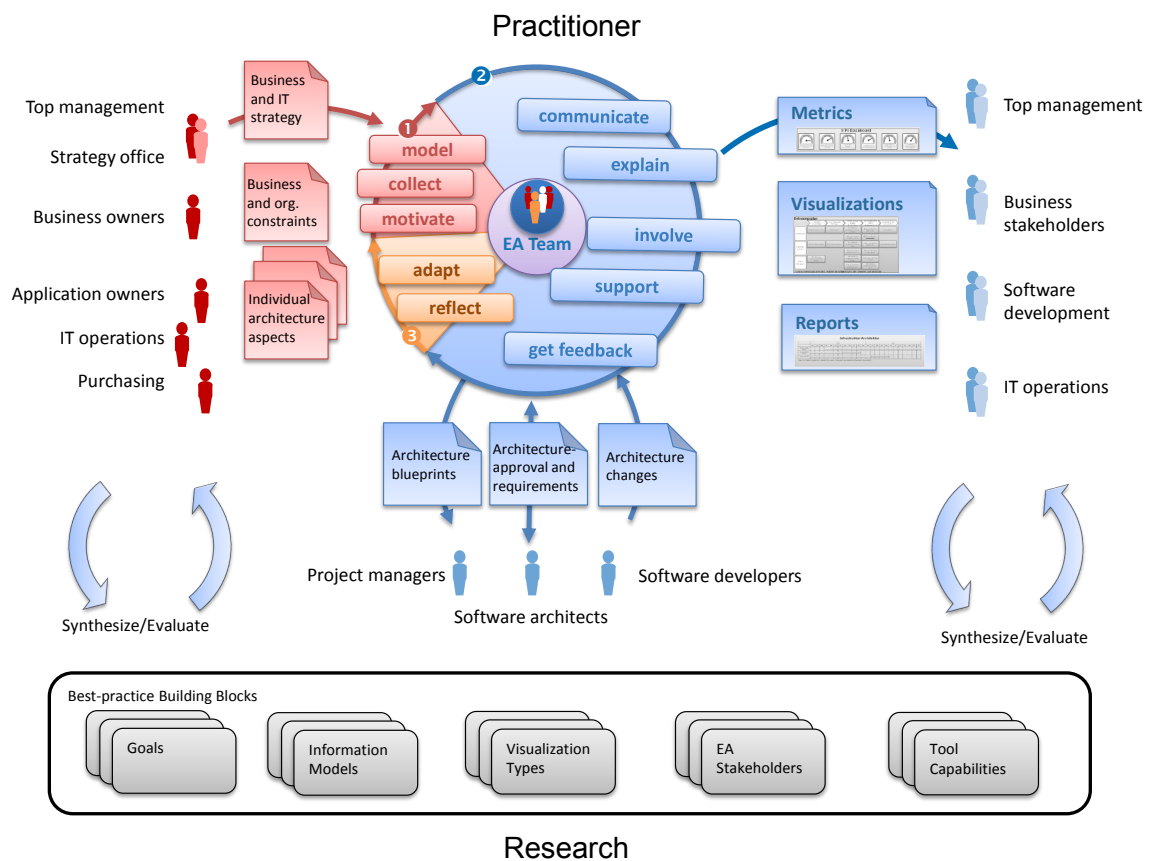 Practitioner
Top management
Strategy office
Business owners
Application owners
IT operations
Purchasing
Business
and IT
strategy
Business
and org.
constraints
Individual
architecture
aspects
1
2
3
model
collect
motivate
adapt
reflect
EA Team
communicate
explain
involve
support
get feedback
Metrics
Visualizations
Reports
Top management
Business
stakeholders
Software
development
IT operations
Architecture
blueprints
Architecture-
approval and
requirements
Architecture
changes
Project managers
Software architects
Software developers
Synthesize/Evaluate
Synthesize/Evaluate
Best-practice Building Blocks
Goals
Information
Models
Visualization
Types
EA
Stakeholders
Tool
Capabilities
Research